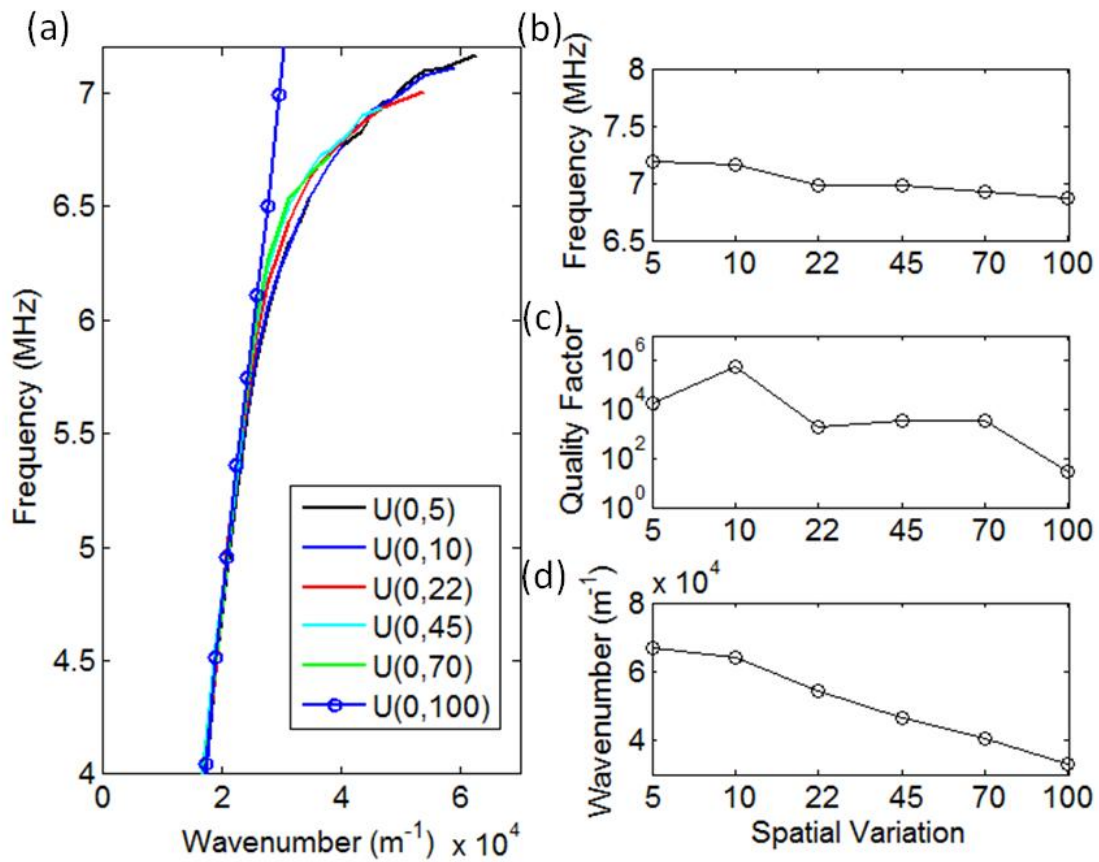 (a)
7
6.5
6
5.5
5
4.5
4
Frequency (MHz)
0 2 4 6
Wavenumber (m⁻¹) x 10⁴
U(0,5)
U(0,10)
U(0,22)
U(0,45)
U(0,70)
U(0,100)
(b)
8
7.5
7
6.5
Frequency (MHz)
5 10 22 45 70 100
(c)
10⁶
10⁴
10²
10⁰
Quality Factor
5 10 22 45 70 100
(d)
x 10⁴
8
6
4
Wavenumber (m⁻¹)
5 10 22 45 70 100
Spatial Variation